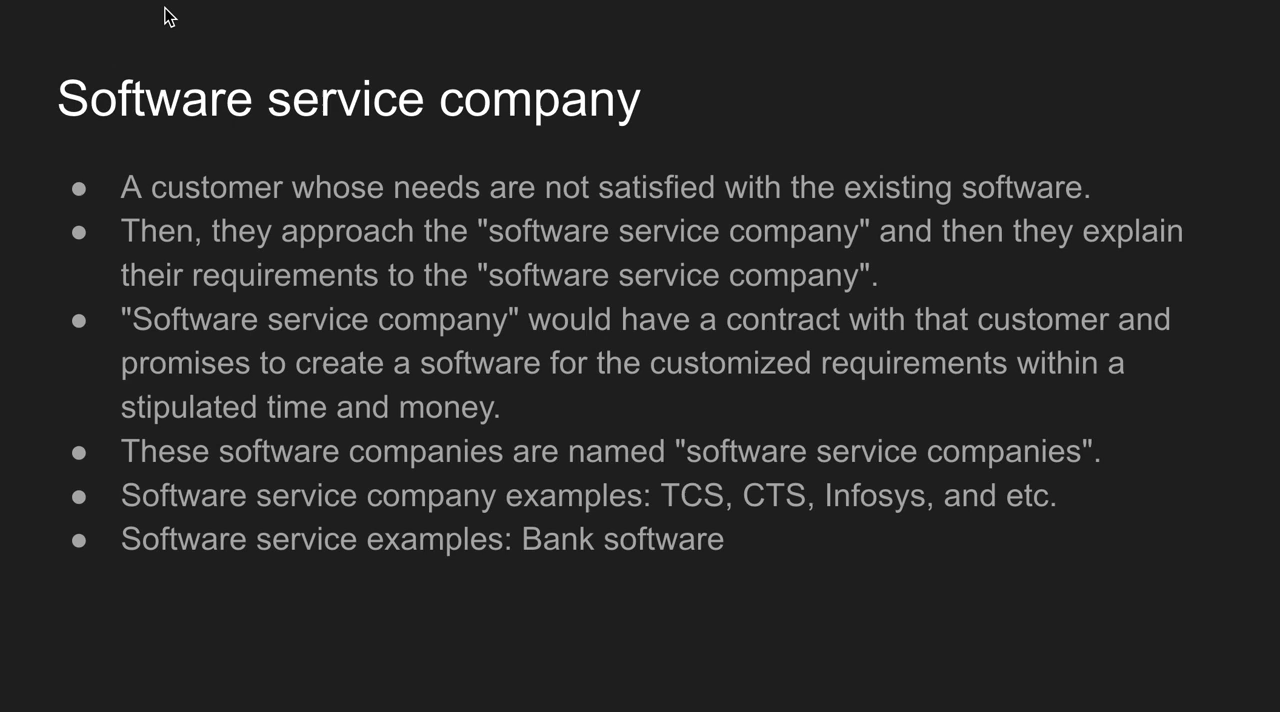 Software service company
● A customer whose needs are not satisfied with the existing software.
● Then, they approach the "software service company" and then they explain
their requirements to the "software service company".
● "Software service company" would have a contract with that customer and
promises to create a software for the customized requirements within a
stipulated time and money.
● These software companies are named "software service companies".
● Software service company examples: TCS, CTS, Infosys, and etc.
● Software service examples: Bank software